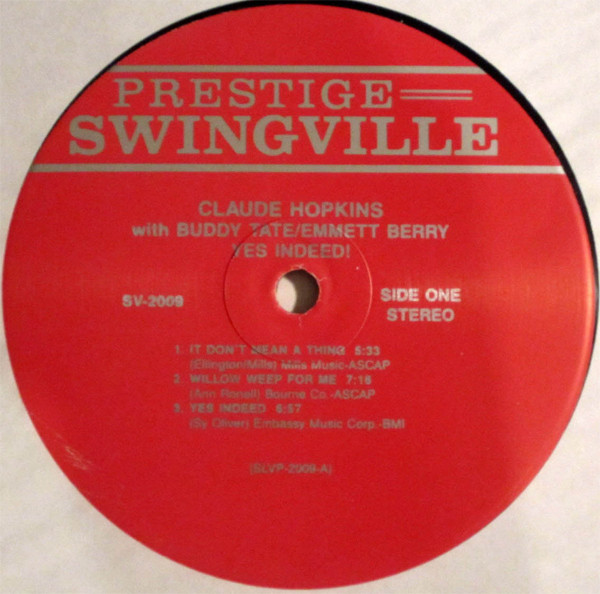 PRESTIGE
SWINGVILLE
CLAUDE HOPKINS
with BUDDY TATE/EMMETT BERRY
YES INDEED!
SV-2009
SIDE ONE
STEREO
1. IT DON'T MEAN A THING 5:33
(Ellington/Mills) Mills Music-ASCAP
2. WILLOW WEEP FOR ME 7:16
(Ann Ronell) Bourne Co.-ASCAP
3. YES INDEED 6:57
(Sy Oliver) Embassy Music Corp.-BMI
(SLVP-2009-A)